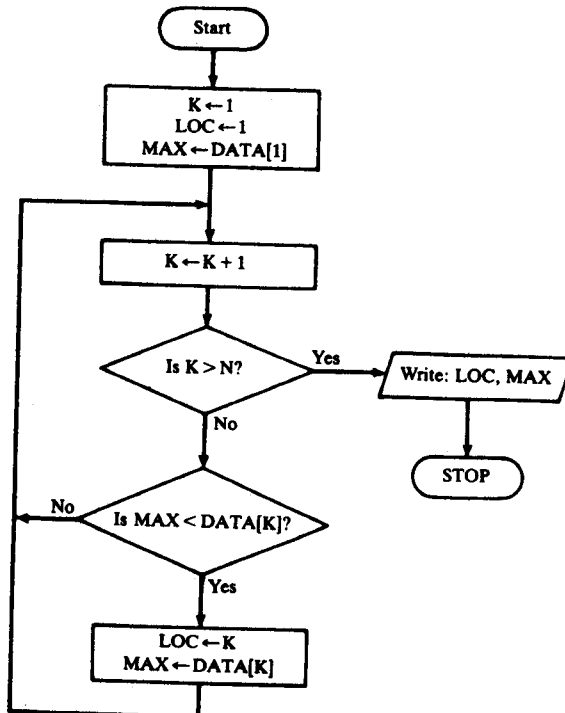 Start
K←1
LOC←1
MAX←DATA[1]
K←K + 1
Is K > N?
Yes
Write: LOC, MAX
No
STOP
No
Is MAX < DATA[K]?
Yes
LOC←K
MAX←DATA[K]